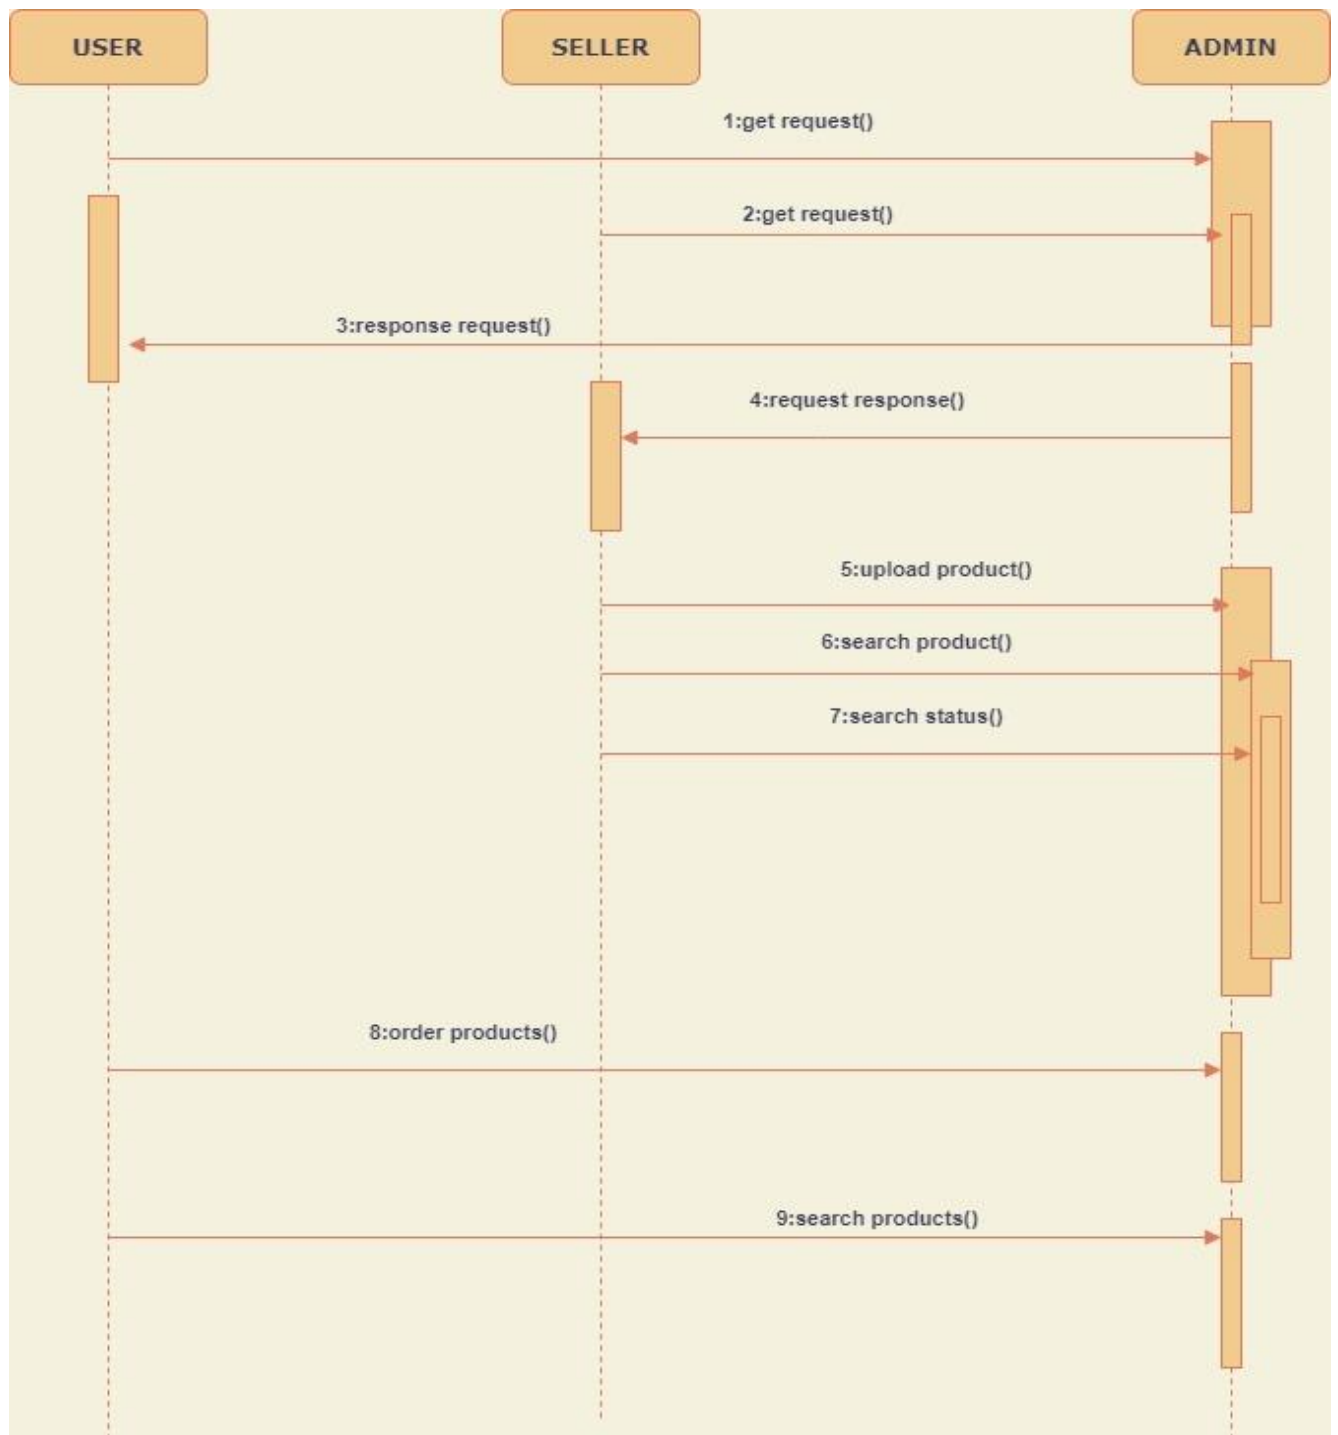 USER
SELLER
ADMIN
1:get request()
2:get request()
3:response request()
4:request response()
5:upload product()
6:search product()
7:search status()
8:order products()
9:search products()